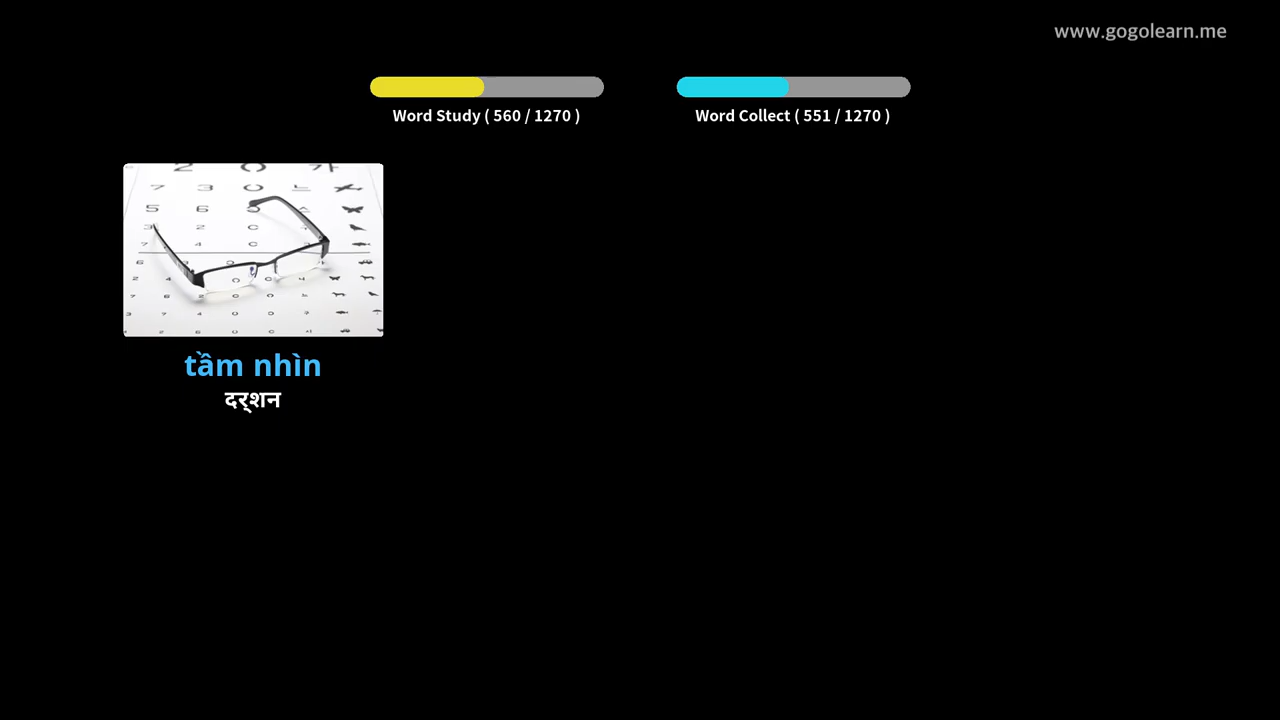 www.gogolearn.me
Word Study ( 560 / 1270 )
Word Collect ( 551 / 1270 )
tầm nhìn
दर्शन